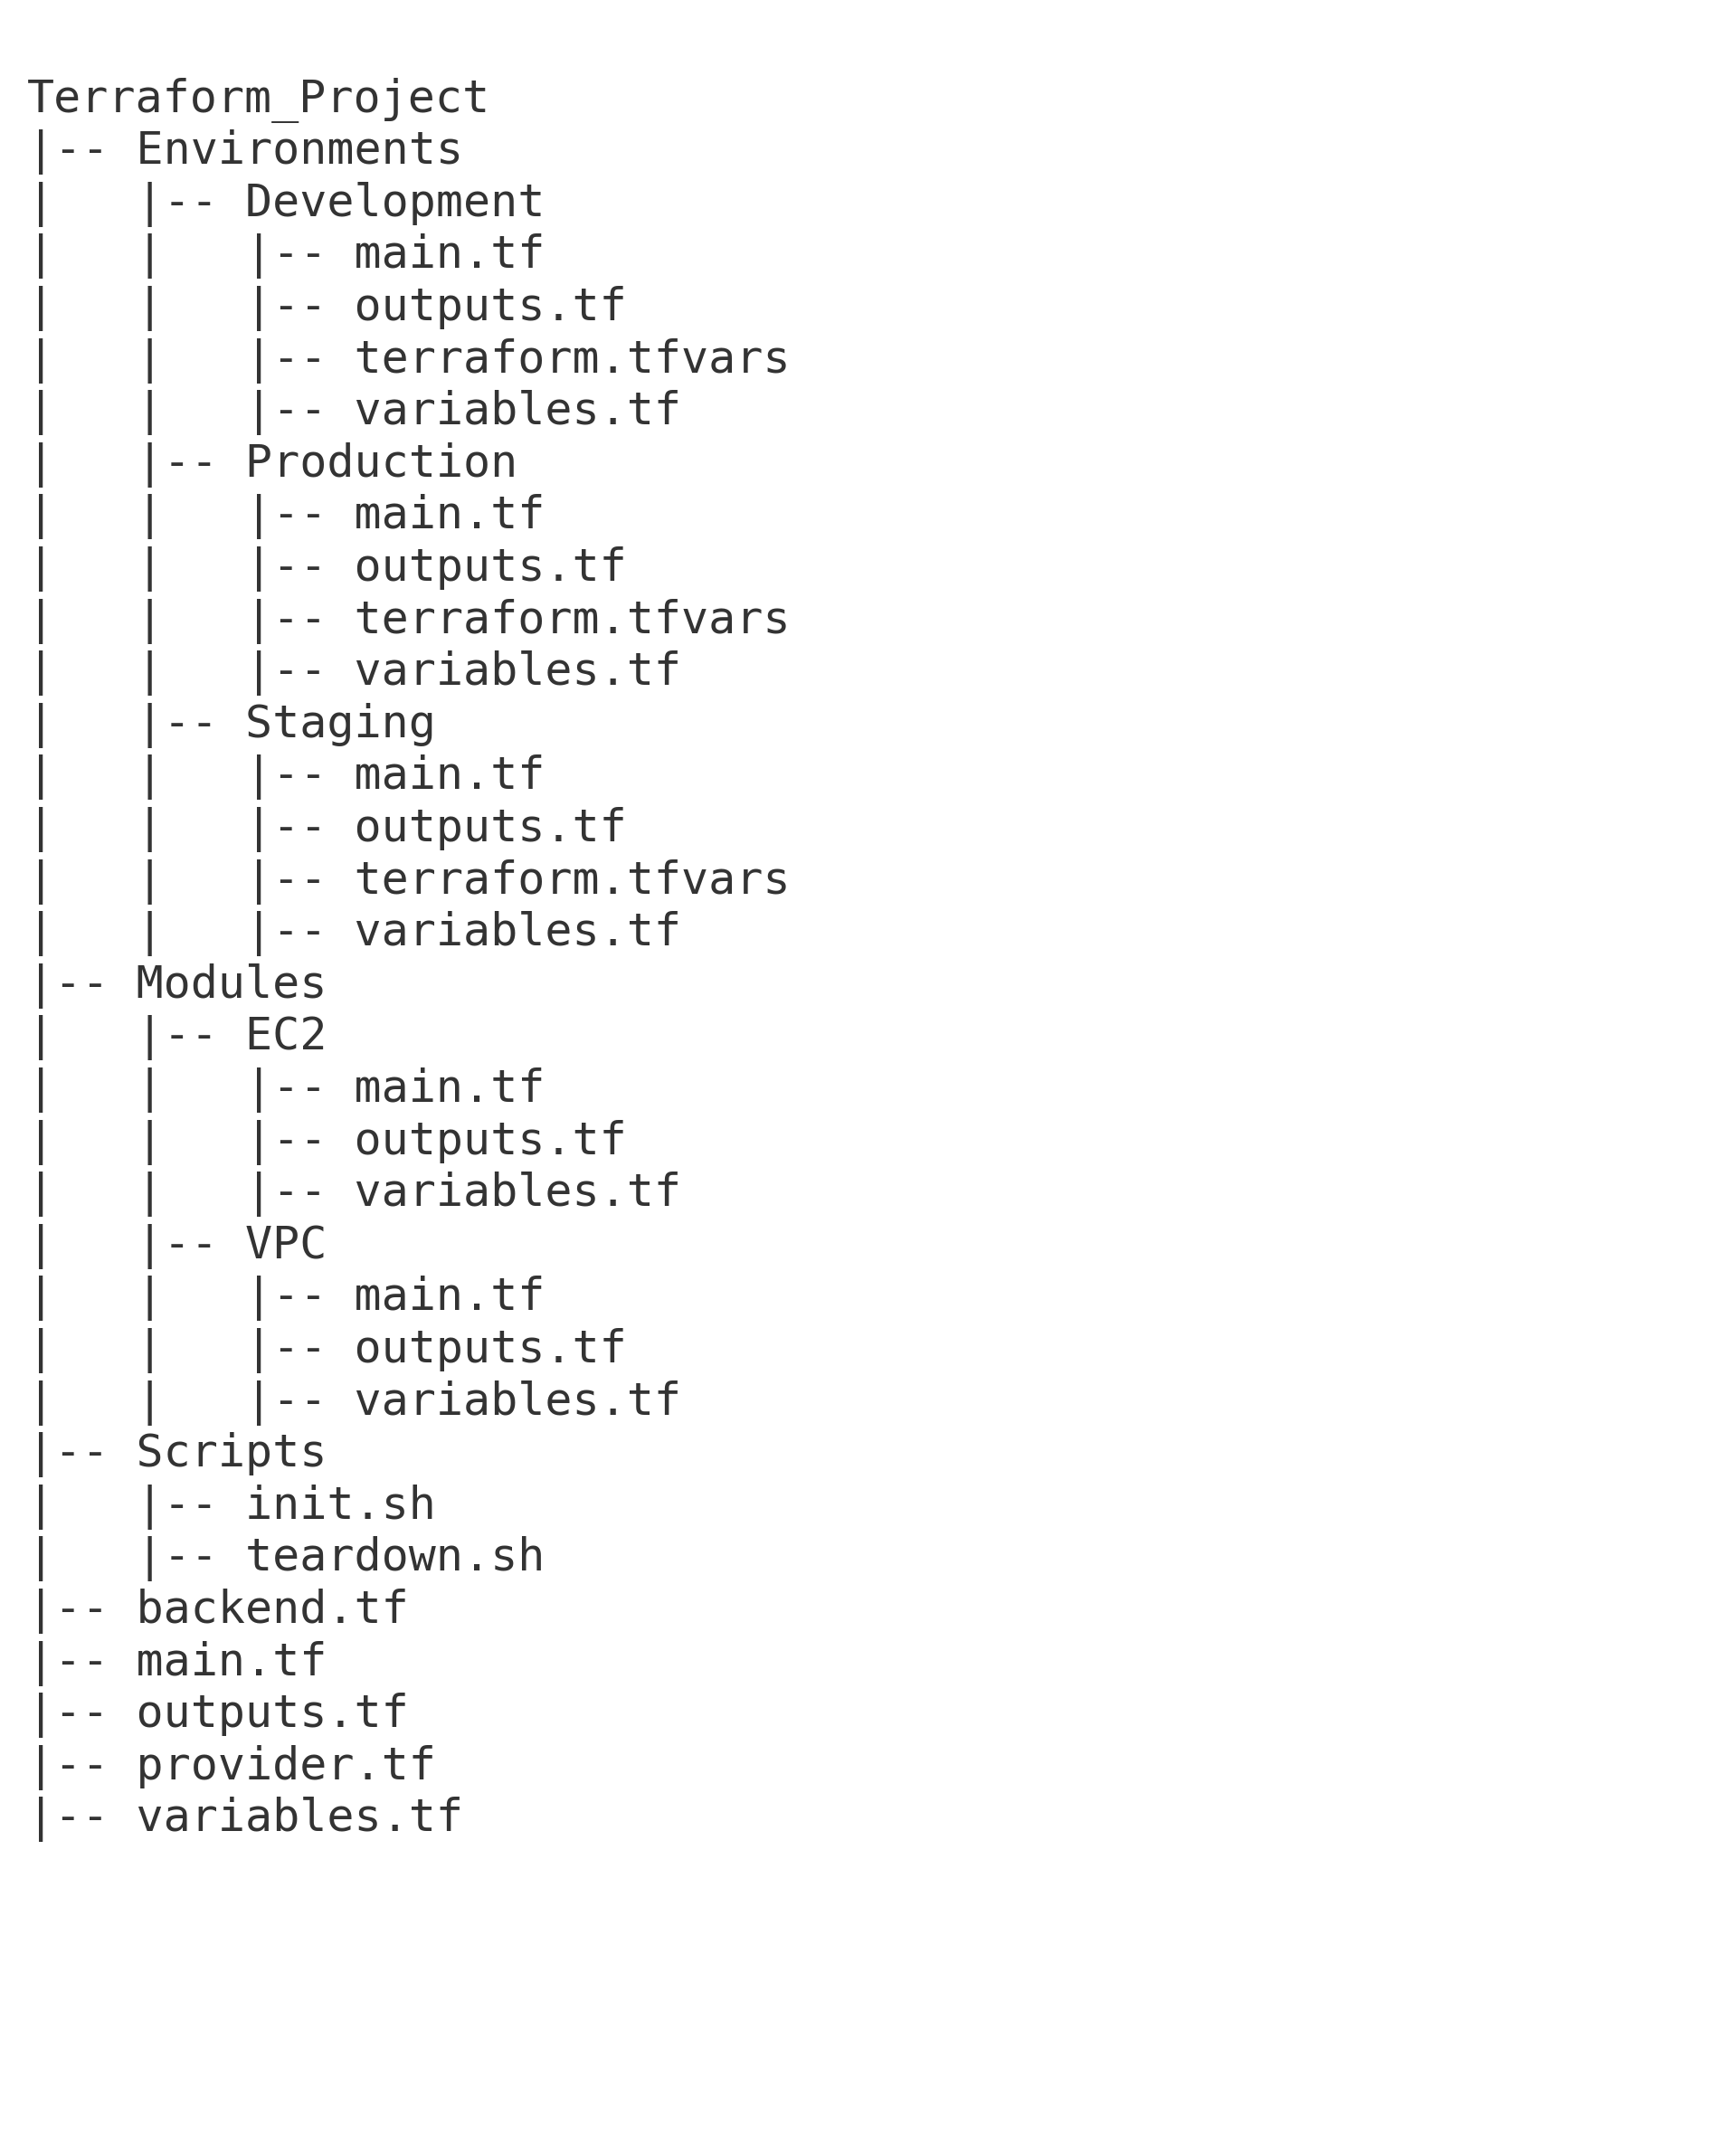 Terraform_Project
|-- Environments
|   |-- Development
|   |   |-- main.tf
|   |   |-- outputs.tf
|   |   |-- terraform.tfvars
|   |   |-- variables.tf
|   |-- Production
|   |   |-- main.tf
|   |   |-- outputs.tf
|   |   |-- terraform.tfvars
|   |   |-- variables.tf
|   |-- Staging
|   |   |-- main.tf
|   |   |-- outputs.tf
|   |   |-- terraform.tfvars
|   |   |-- variables.tf
|-- Modules
|   |-- EC2
|   |   |-- main.tf
|   |   |-- outputs.tf
|   |   |-- variables.tf
|   |-- VPC
|   |   |-- main.tf
|   |   |-- outputs.tf
|   |   |-- variables.tf
|-- Scripts
|   |-- init.sh
|   |-- teardown.sh
|-- backend.tf
|-- main.tf
|-- outputs.tf
|-- provider.tf
|-- variables.tf